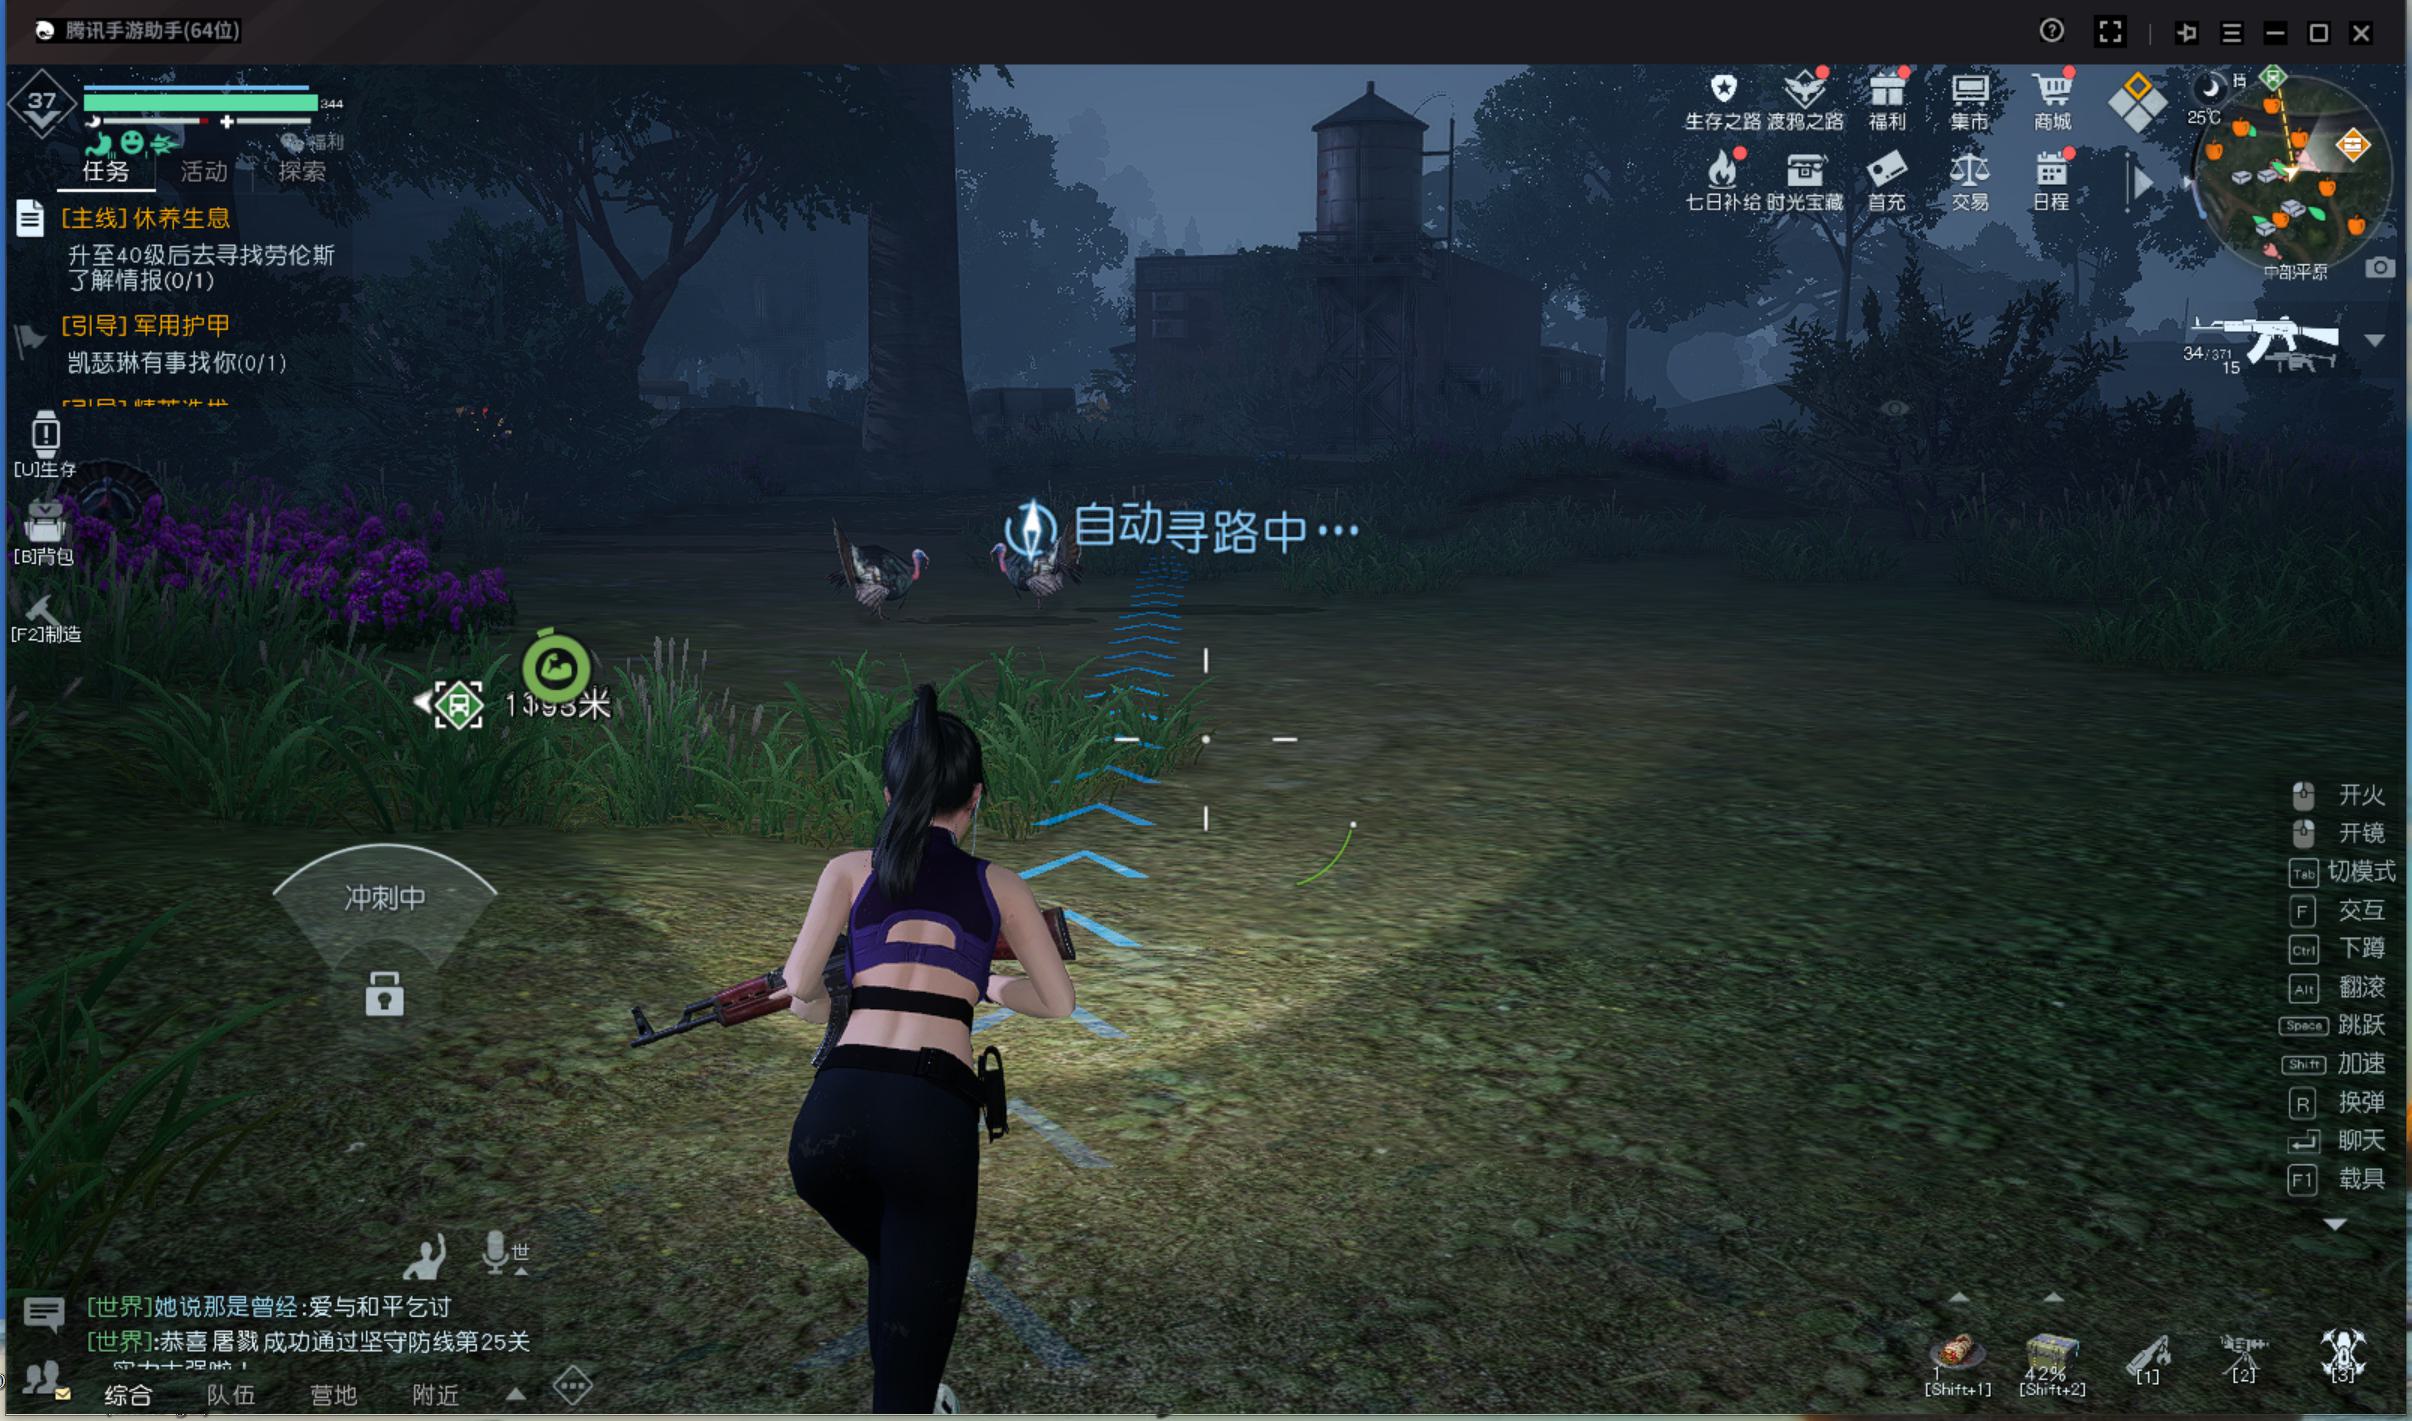 腾讯手游助手(64位)
37
344
福利
任务 活动 探索
[主线] 休养生息
升至40级后去寻找劳伦斯
了解情报(0/1)
[引导] 军用护甲
凯瑟琳有事找你(0/1)
[U]生存
[B]背包
[F2]制造
生存之路 渡鸦之路 福利 集市 商城
七日补给 时光宝藏 首充 交易 日程
25℃
中部平原
34/371
15
自动寻路中…
米
冲刺中
开火
开镜
Tab 切模式
F 交互
Ctrl 下蹲
Alt 翻滚
Space 跳跃
Shift 加速
R 换弹
聊天
F1 载具
世
[世界]她说那是曾经:爱与和平乞讨
[世界]:恭喜 屠戮 成功通过坚守防线第25关
综合 队伍 营地 附近
1
[Shift+1]
42%
[Shift+2]
[1]
[2]
[3]